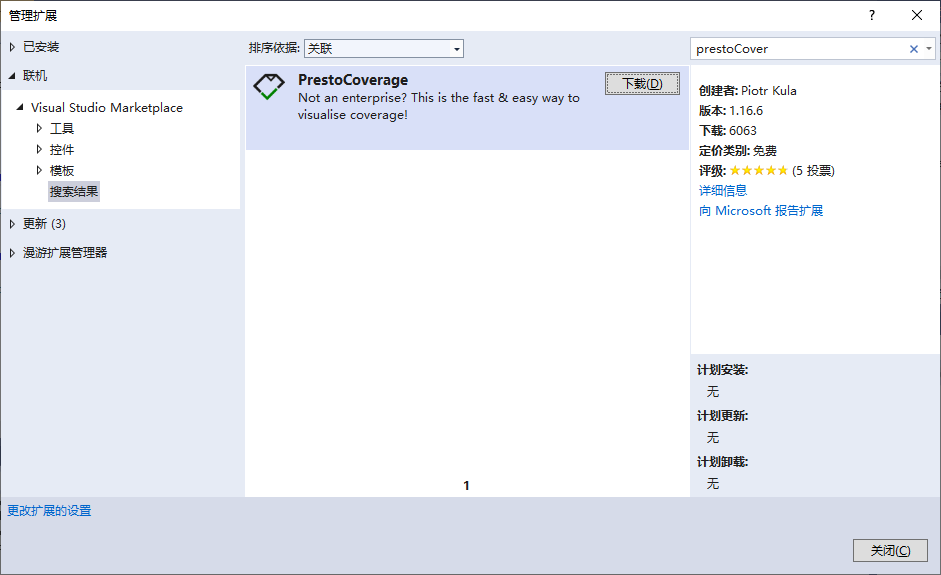 管理扩展
?
已安装
联机
Visual Studio Marketplace
工具
控件
模板
搜索结果
更新 (3)
漫游扩展管理器
排序依据: 关联
PrestoCoverage
Not an enterprise? This is the fast & easy way to
visualise coverage!
下载(D)
1
prestoCover
创建者: Piotr Kula
版本: 1.16.6
下载: 6063
定价类别: 免费
评级: (5 投票)
详细信息
向 Microsoft 报告扩展
计划安装:
无
计划更新:
无
计划卸载:
无
更改扩展的设置
关闭(C)